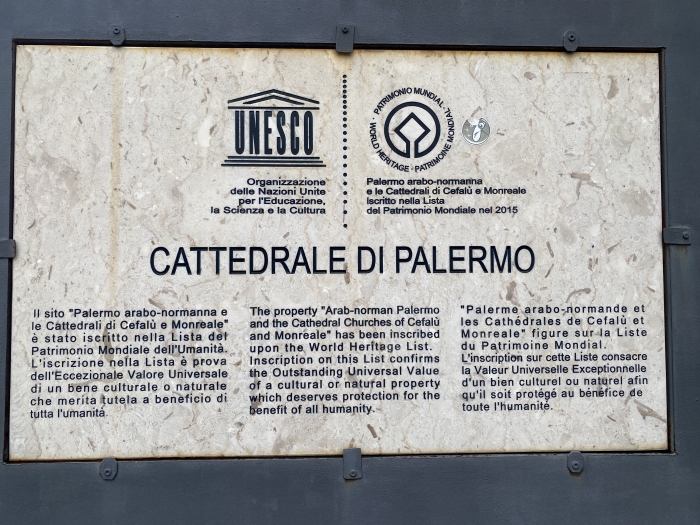 UNESCO
Organizzazione
delle Nazioni Unite
per l'Educazione,
la Scienza e la Cultura
PATRIMONIO MUNDIAL · WORLD HERITAGE · PATRIMOINE MONDIAL ·
Palermo arabo-normanna
e le Cattedrali di Cefalù e Monreale
Iscritto nella Lista
del Patrimonio Mondiale nel 2015
CATTEDRALE DI PALERMO
Il sito "Palermo arabo-normanna e
le Cattedrali di Cefalù e Monreale"
è stato iscritto nella Lista del
Patrimonio Mondiale dell'Umanità.
L'iscrizione nella Lista è prova
dell'Eccezionale Valore Universale
di un bene culturale o naturale
che merita tutela a beneficio di
tutta l'umanità.
The property "Arab-norman Palermo
and the Cathedral Churches of Cefalù
and Monreale" has been inscribed
upon the World Heritage List.
Inscription on this List confirms
the Outstanding Universal Value
of a cultural or natural property
which deserves protection for the
benefit of all humanity.
"Palerme arabo-normande et
les Cathédrales de Cefalù et
Monreale" figure sur la Liste
du Patrimoine Mondial.
L'inscription sur cette Liste consacre
la Valeur Universelle Exceptionnelle
d'un bien culturel ou naturel afin
qu'il soit protégé au bénéfice de
toute l'humanité.